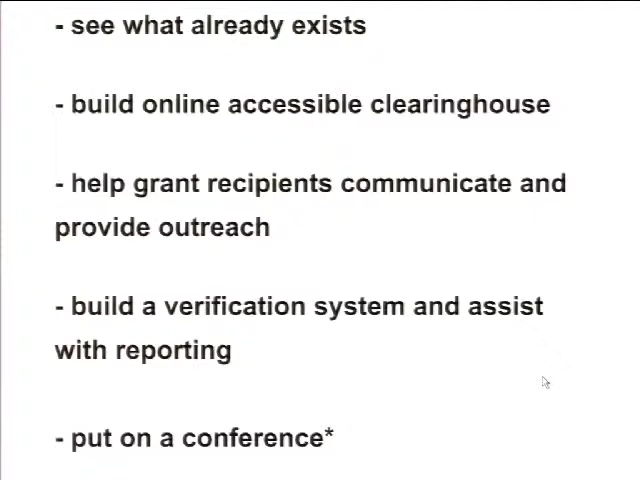 - see what already exists
- build online accessible clearinghouse
- help grant recipients communicate and
provide outreach
- build a verification system and assist
with reporting
- put on a conference*